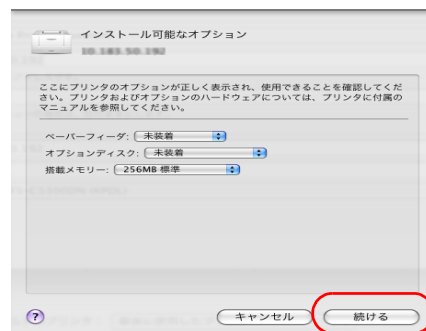 インストール可能なオプション
10.183.50.192
ここにプリンタのオプションが正しく表示され、使用できることを確認してくだ
さい。プリンタおよびオプションのハードウェアについては、プリンタに付属の
マニュアルを参照してください。
ペーパーフィーダ: 未装着
オプションディスク: 未装着
搭載メモリー: 256MB 標準
? キャンセル 続ける